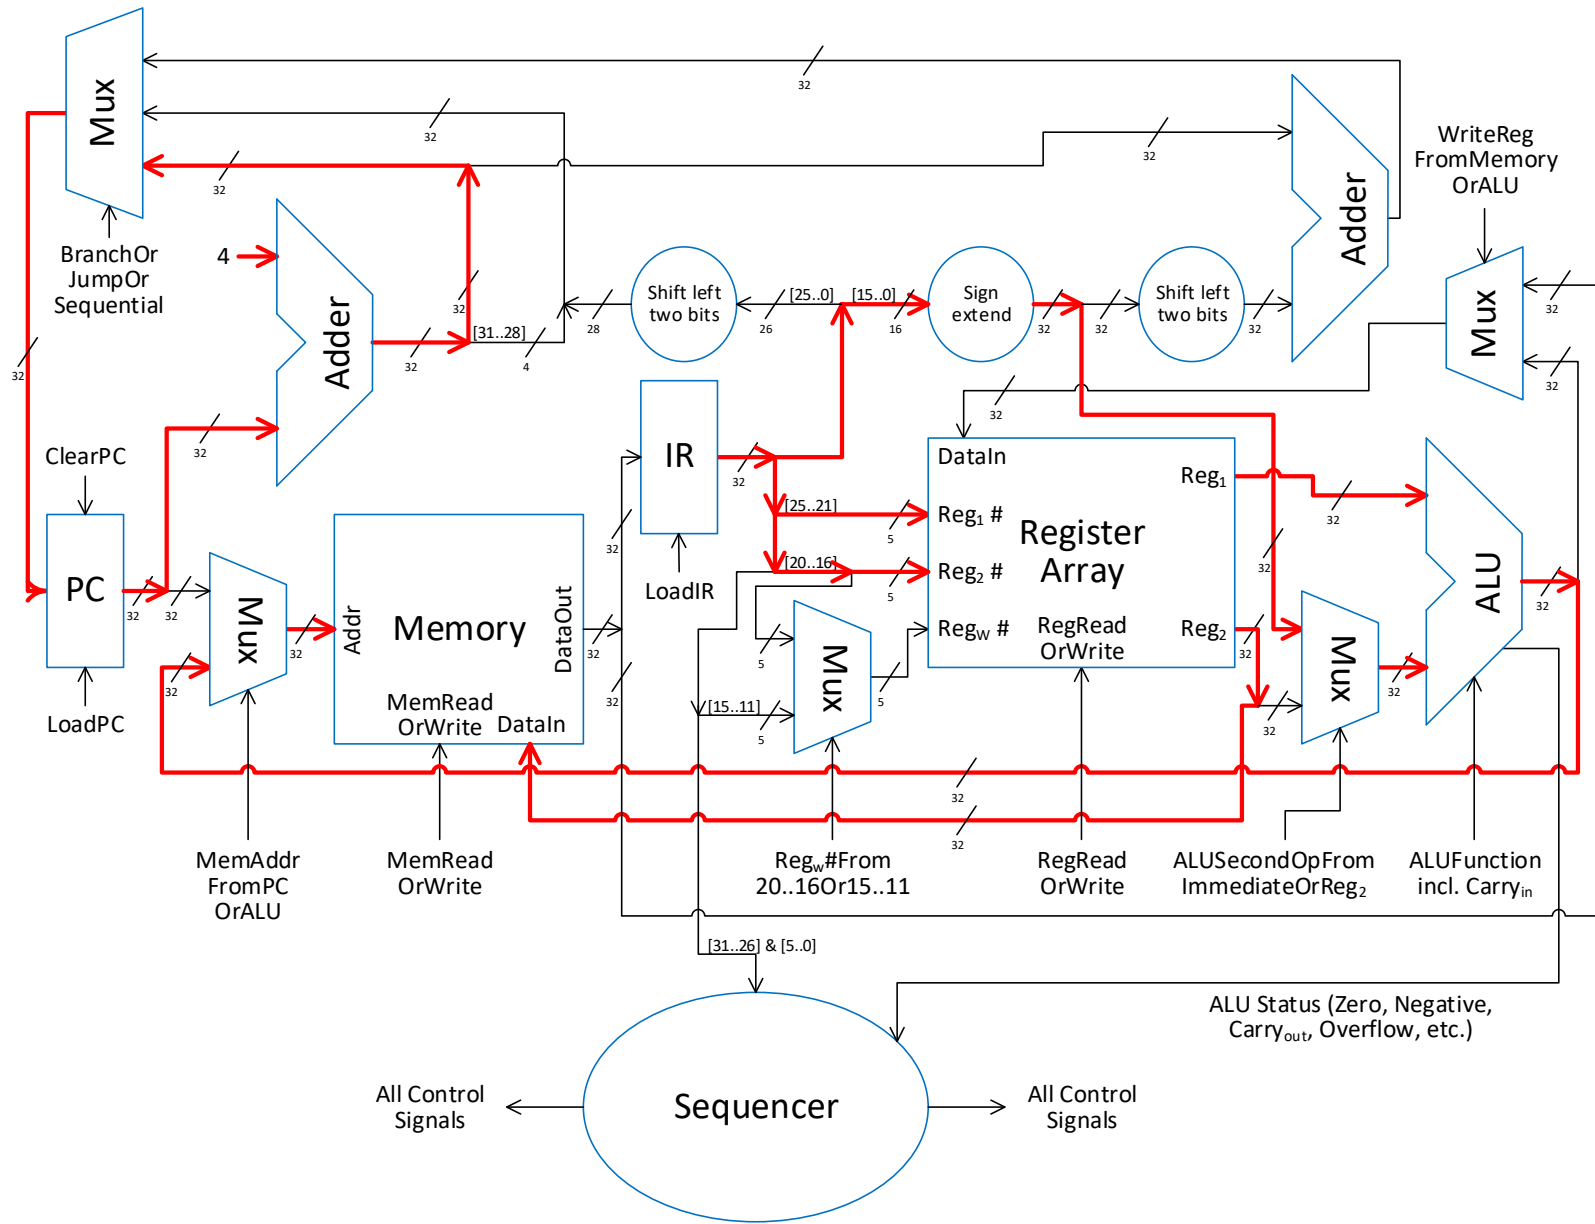 Mux
32
32
32
32
32
BranchOr
JumpOr
Sequential
4
Adder
32
32
[31..28]
4
28
Shift left
two bits
[25..0]
26
[15..0]
16
Sign
extend
32
32
Shift left
two bits
32
Adder
WriteReg
FromMemory
OrALU
Mux
32
32
32
32
32
ClearPC
PC
LoadPC
32
32
32
Mux
32
Addr
Memory
DataOut
MemRead
OrWrite
DataIn
32
32
32
IR
LoadIR
32
[25..21]
5
[20..16]
5
5
[15..11]
5
Mux
5
DataIn
Reg1 #
Reg2 #
RegW #
Register
Array
RegRead
OrWrite
Reg1
Reg2
32
32
32
32
Mux
32
ALU
32
32
32
MemAddr
FromPC
OrALU
MemRead
OrWrite
Regw#From
20..16Or15..11
RegRead
OrWrite
ALUSecondOpFrom
ImmediateOrReg2
ALUFunction
incl. Carryin
[31..26] & [5..0]
ALU Status (Zero, Negative,
Carryout, Overflow, etc.)
All Control
Signals
Sequencer
All Control
Signals